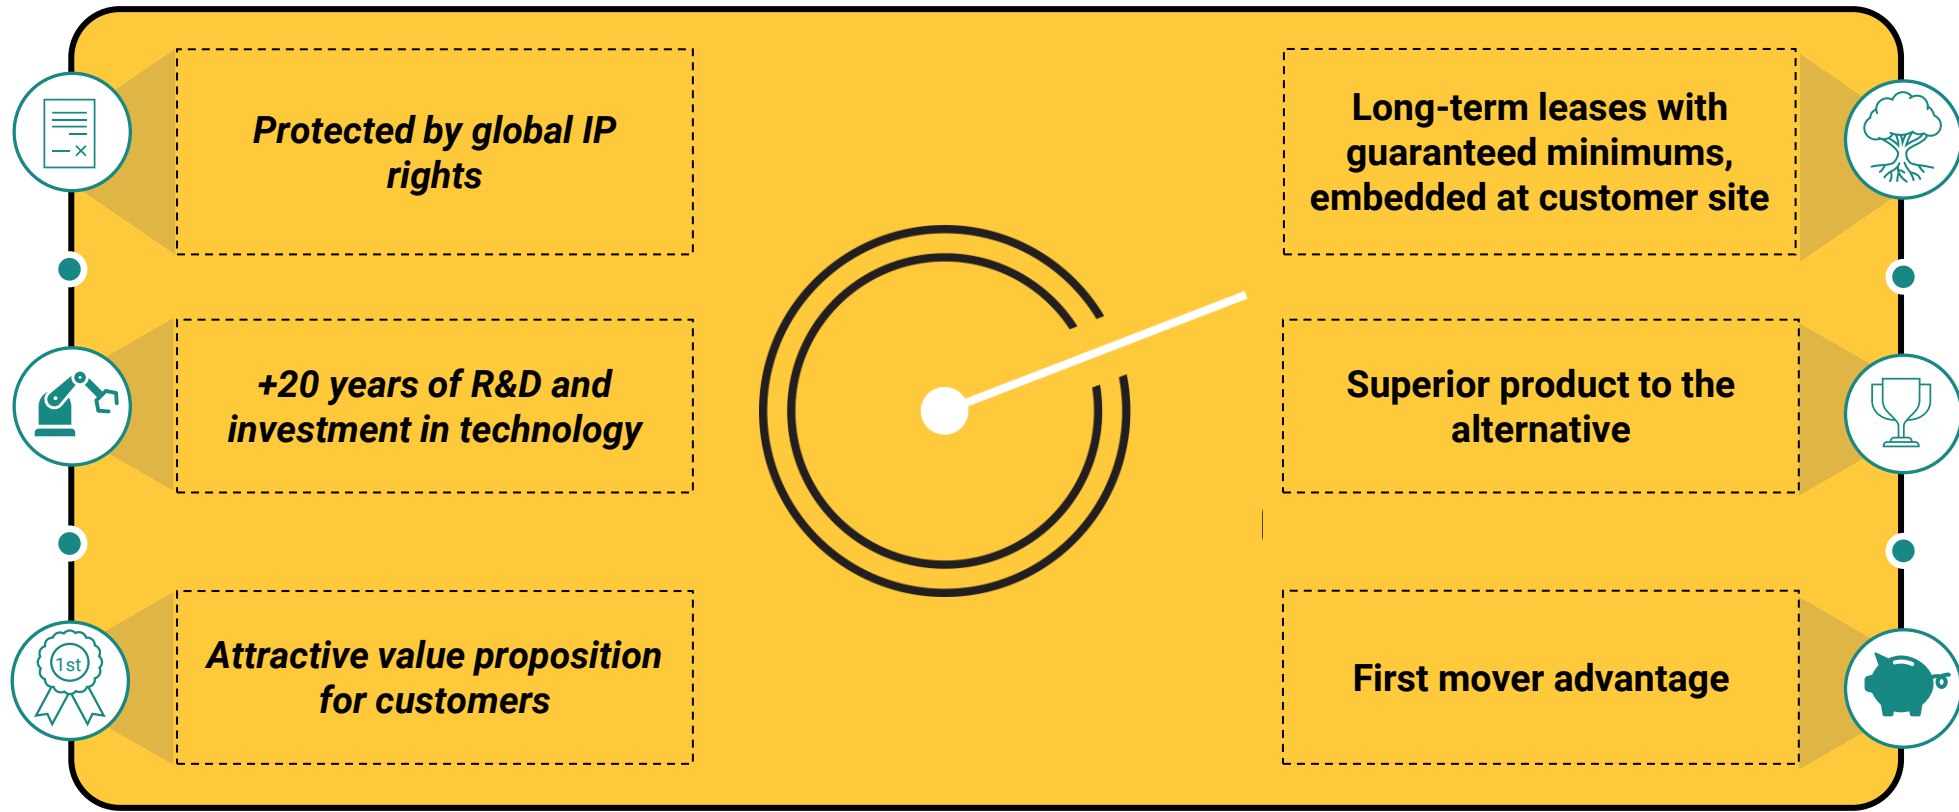 Protected by global IP
rights
+20 years of R&D and
investment in technology
1st
Attractive value proposition
for customers
Long-term leases with
guaranteed minimums,
embedded at customer site
Superior product to the
alternative
First mover advantage